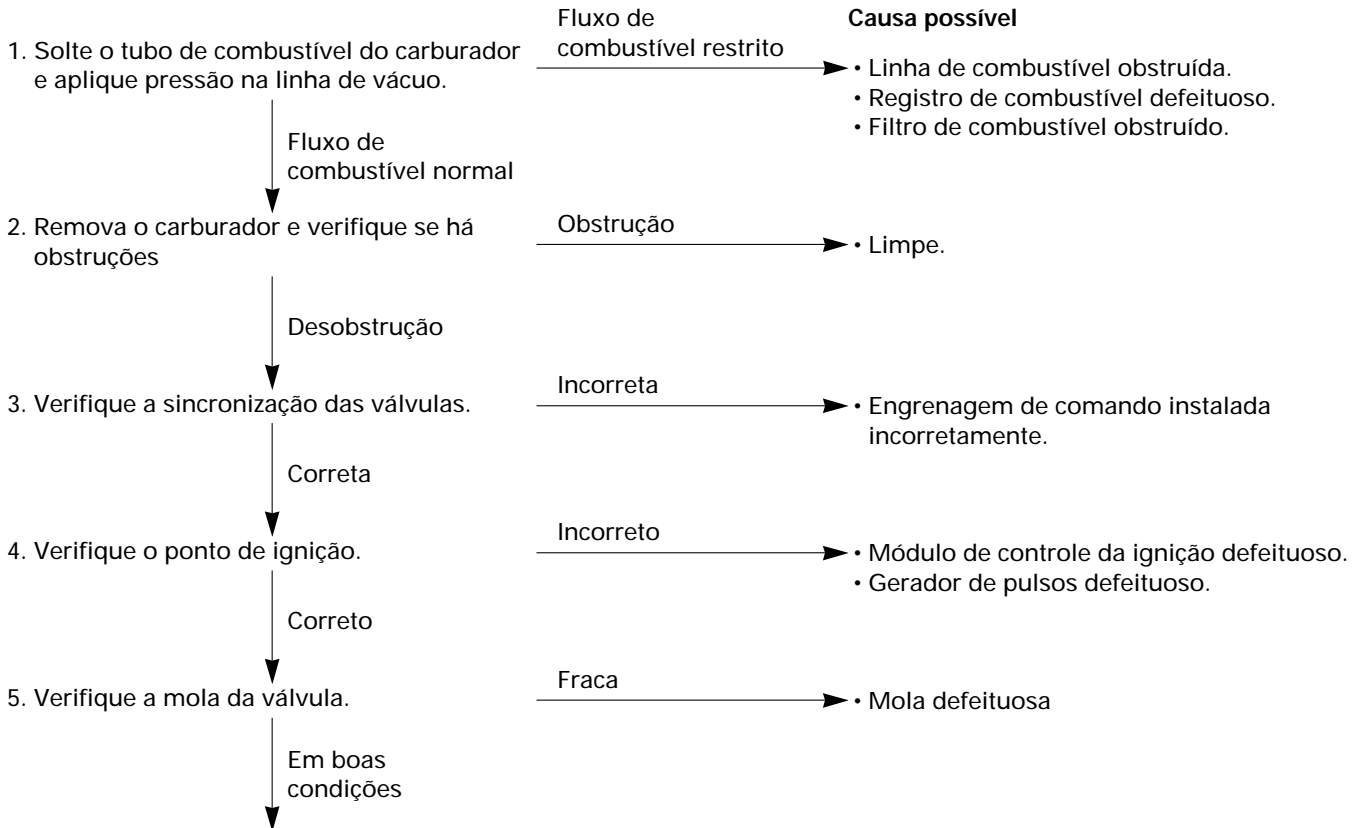 Fluxo de
combustível restrito
Causa possível
1. Solte o tubo de combustível do carburador
e aplique pressão na linha de vácuo.
• Linha de combustível obstruída.
• Registro de combustível defeituoso.
• Filtro de combustível obstruído.
Fluxo de
combustível normal
2. Remova o carburador e verifique se há
obstruções
Obstrução
• Limpe.
Desobstrução
3. Verifique a sincronização das válvulas.
Incorreta
• Engrenagem de comando instalada
incorretamente.
Correta
4. Verifique o ponto de ignição.
Incorreto
• Módulo de controle da ignição defeituoso.
• Gerador de pulsos defeituoso.
Correto
5. Verifique a mola da válvula.
Fraca
• Mola defeituosa
Em boas
condições